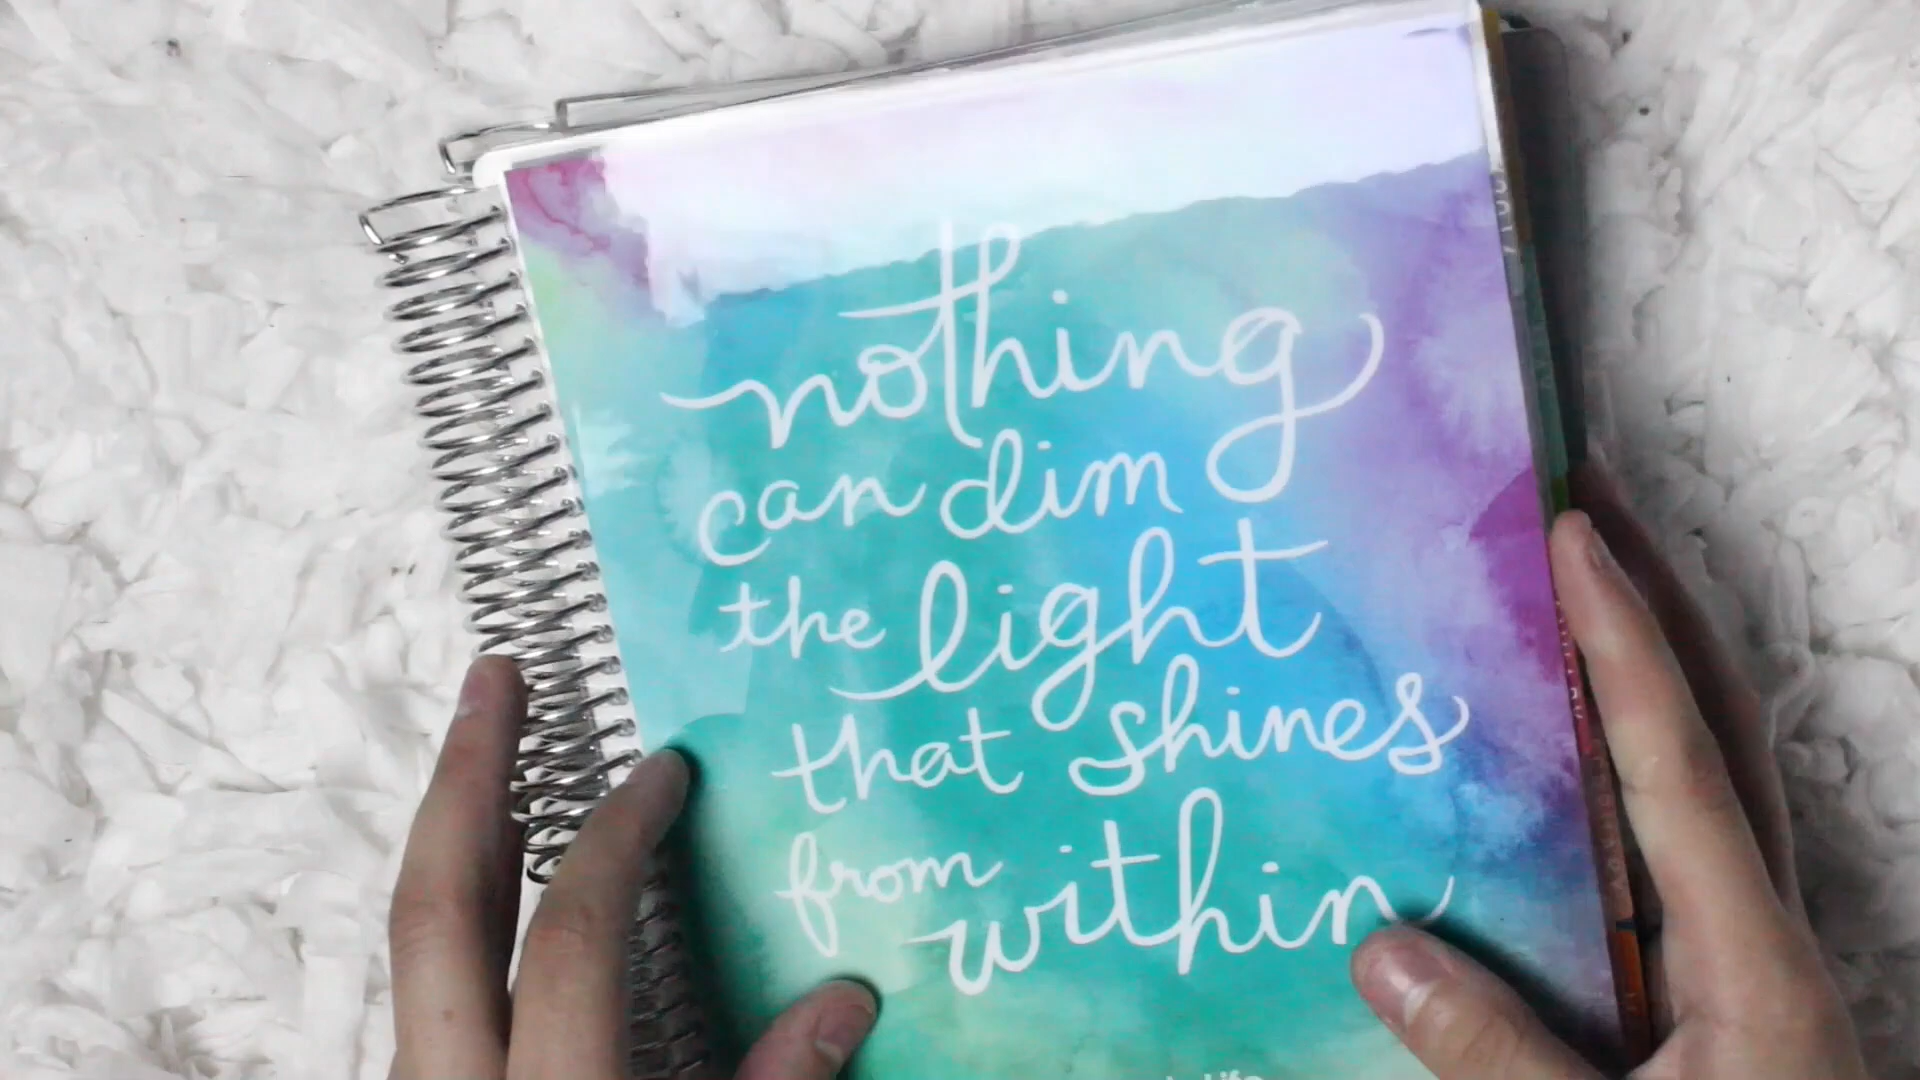 nothing
can dim
the light
that shines
from within